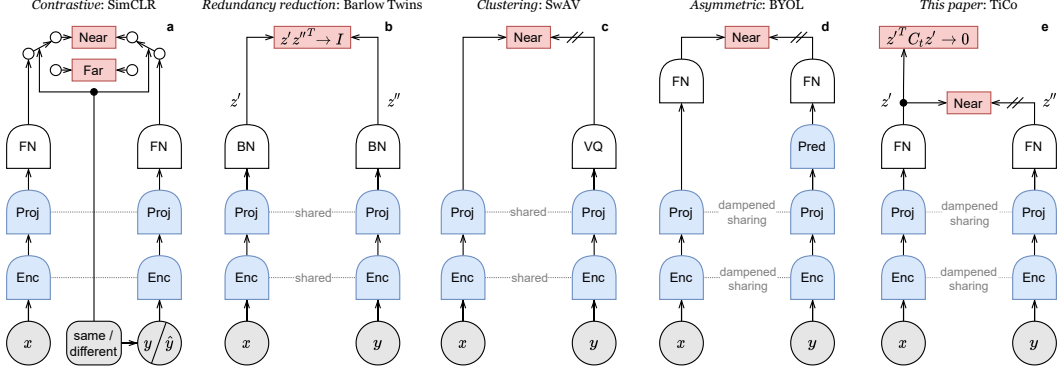 Contrastive: SimCLR
a
Near
Far
FN
FN
Proj
Proj
Enc
Enc
x
same /
different
y / ŷ
Redundancy reduction: Barlow Twins
b
z' z''^T → I
z'
z''
BN
BN
Proj
shared
Proj
Enc
shared
Enc
x
y
Clustering: SwAV
c
Near
VQ
Proj
shared
Proj
Enc
shared
Enc
x
y
Asymmetric: BYOL
d
Near
FN
FN
Pred
Proj
dampened
sharing
Proj
Enc
dampened
sharing
Enc
x
y
This paper: TiCo
e
z'^T C_t z' → 0
z'
Near
z''
FN
FN
Proj
dampened
sharing
Proj
Enc
dampened
sharing
Enc
x
y